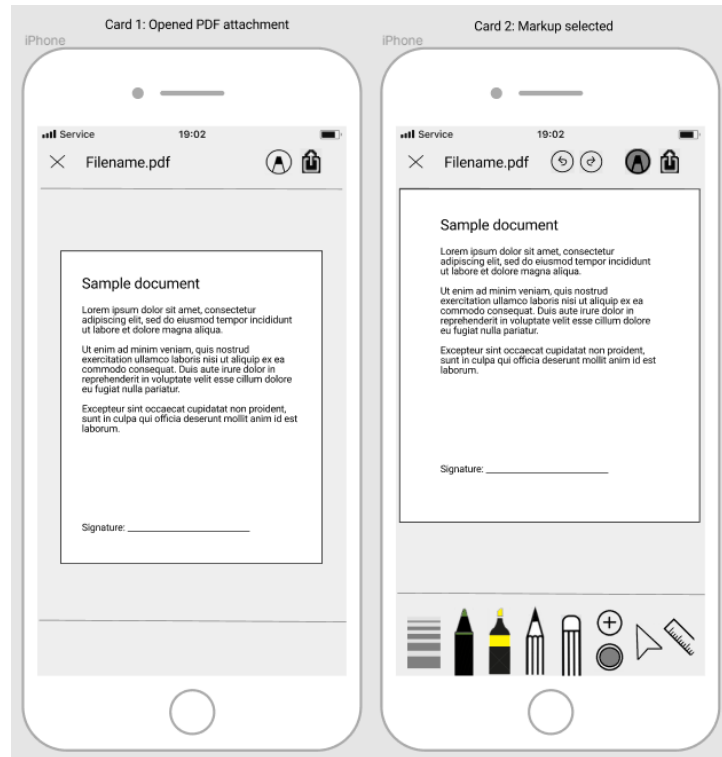 Card 1: Opened PDF attachment
iPhone
Service
19:02
Filename.pdf
Sample document
Lorem ipsum dolor sit amet, consectetur
adipiscing elit, sed do eiusmod tempor incididunt
ut labore et dolore magna aliqua.
Ut enim ad minim veniam, quis nostrud
exercitation ullamco laboris nisi ut aliquip ex ea
commodo consequat. Duis aute irure dolor in
reprehenderit in voluptate velit esse cillum dolore
eu fugiat nulla pariatur.
Excepteur sint occaecat cupidatat non proident,
sunt in culpa qui officia deserunt mollit anim id est
laborum.
Signature:
Card 2: Markup selected
iPhone
Service
19:02
Filename.pdf
Sample document
Lorem ipsum dolor sit amet, consectetur
adipiscing elit, sed do eiusmod tempor incididunt
ut labore et dolore magna aliqua.
Ut enim ad minim veniam, quis nostrud
exercitation ullamco laboris nisi ut aliquip ex ea
commodo consequat. Duis aute irure dolor in
reprehenderit in voluptate velit esse cillum dolore
eu fugiat nulla pariatur.
Excepteur sint occaecat cupidatat non proident,
sunt in culpa qui officia deserunt mollit anim id est
laborum.
Signature: